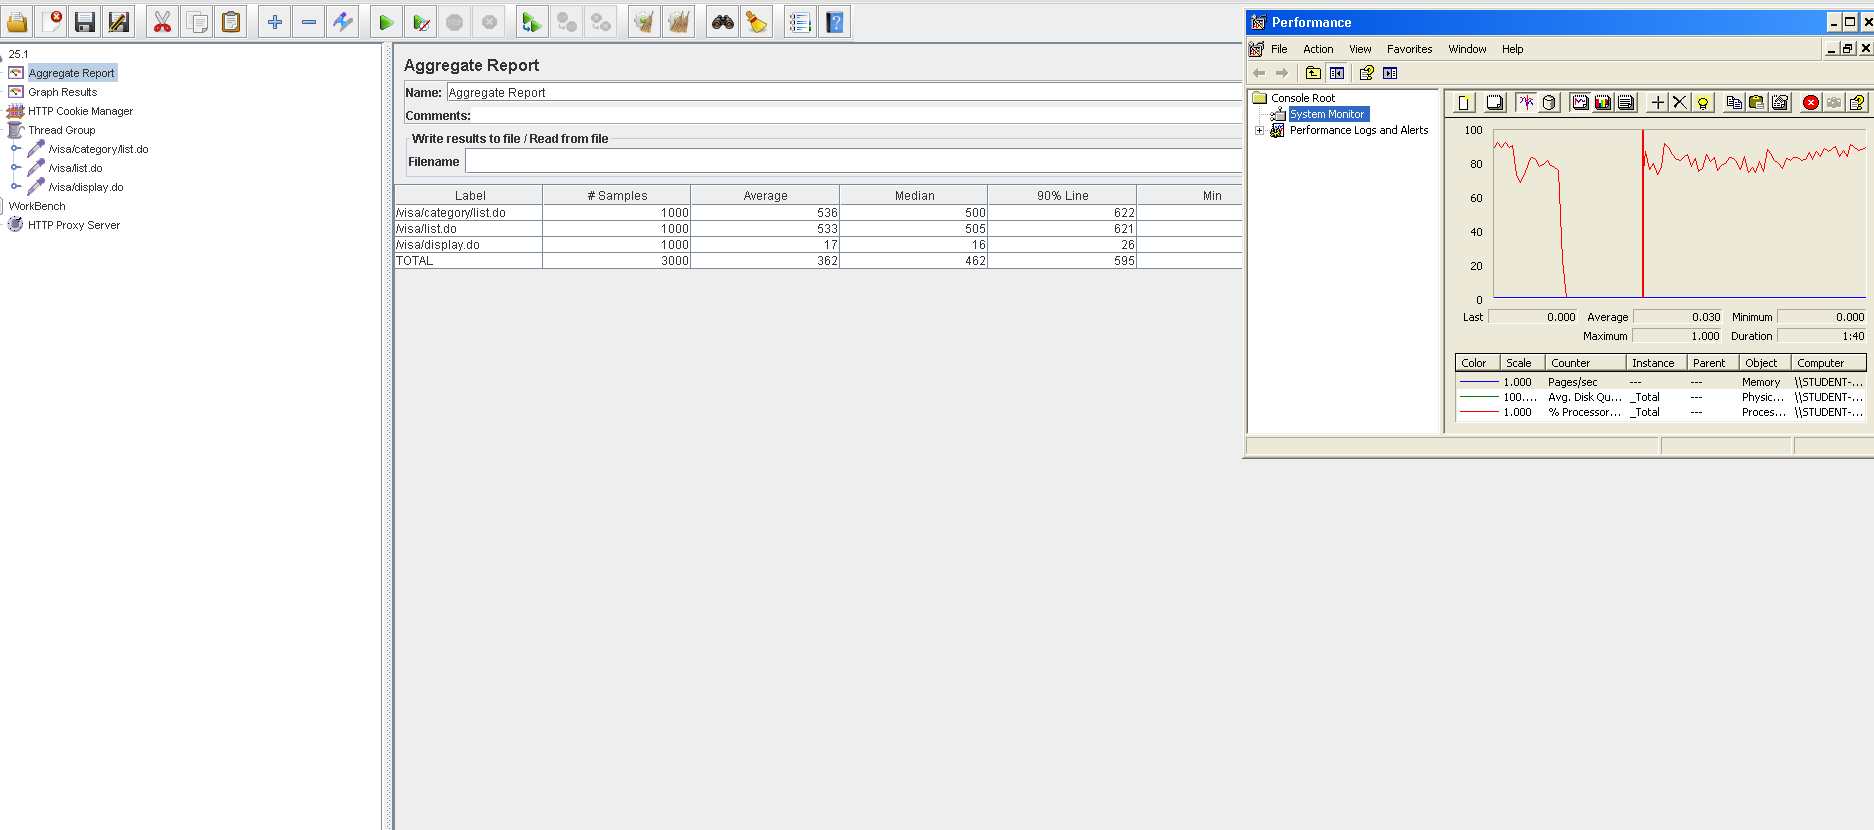 25.1
Aggregate Report
Graph Results
HTTP Cookie Manager
Thread Group
/visa/category/list.do
/visa/list.do
/visa/display.do
WorkBench
HTTP Proxy Server
Aggregate Report
Name: Aggregate Report
Comments:
Write results to file / Read from file
Filename
Label # Samples Average Median 90% Line Min
/visa/category/list.do 1000 536 500 622
/visa/list.do 1000 533 505 621
/visa/display.do 1000 17 16 26
TOTAL 3000 362 462 595
Performance
File Action View Favorites Window Help
Console Root
System Monitor
Performance Logs and Alerts
100
80
60
40
20
0
Last 0.000 Average 0.030 Minimum 0.000
Maximum 1.000 Duration 1:40
Color Scale Counter Instance Parent Object Computer
1.000 Pages/sec --- --- Memory \\STUDENT-...
100.... Avg. Disk Qu... _Total --- Physic... \\STUDENT-...
1.000 % Processor... _Total --- Proces... \\STUDENT-...